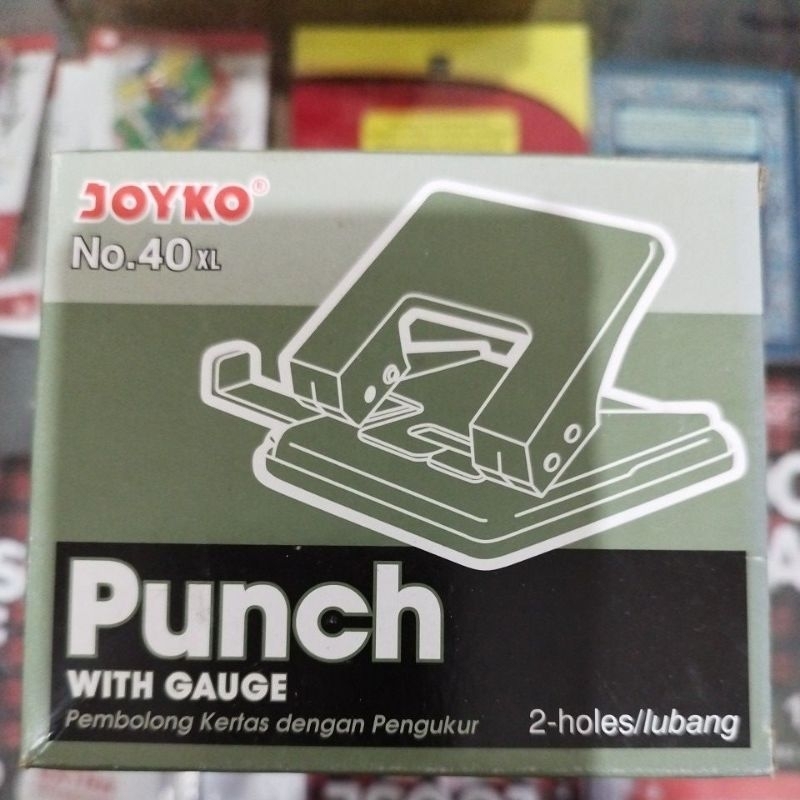 JOYKO®
No.40XL
Punch
WITH GAUGE
Pembolong Kertas dengan Pengukur
2-holes/lubang